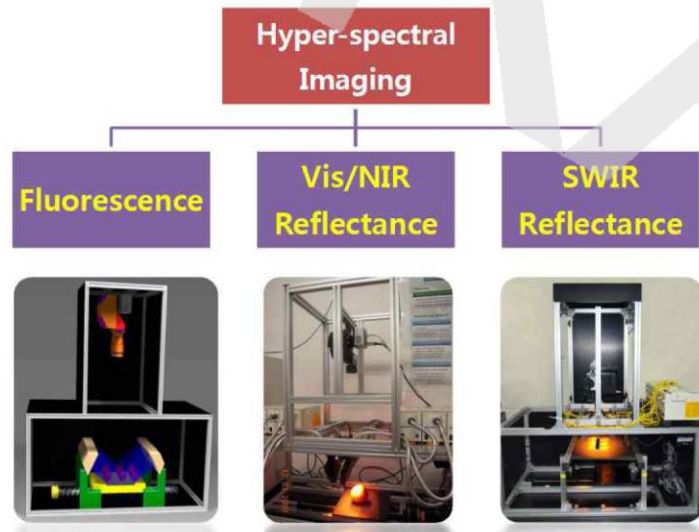 Hyper-spectral
Imaging
Fluorescence
Vis/NIR
Reflectance
SWIR
Reflectance